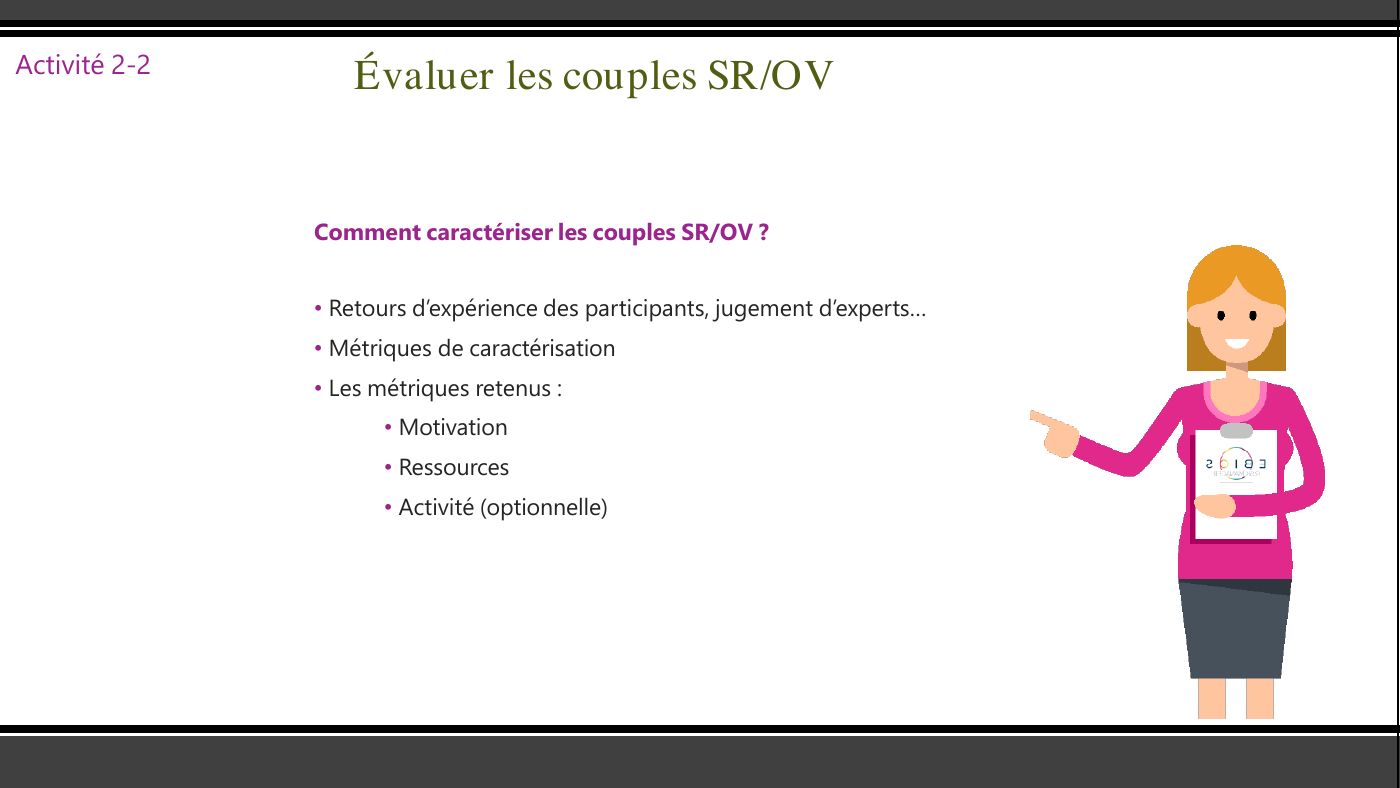 Activité 2-2
Évaluer les couples SR/OV
Comment caractériser les couples SR/OV ?
• Retours d’expérience des participants, jugement d’experts…
• Métriques de caractérisation
• Les métriques retenus :
• Motivation
• Ressources
• Activité (optionnelle)
EBIOS